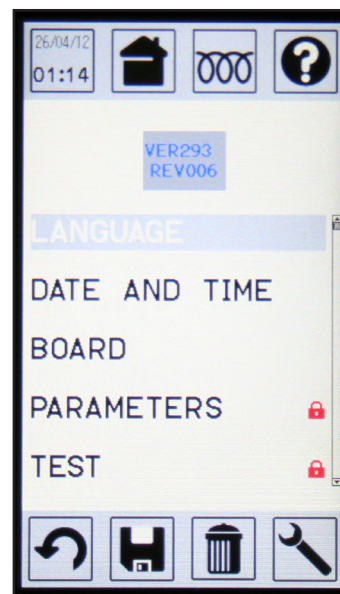 26/04/12
01:14
?
VER293
REV006
LANGUAGE
DATE AND TIME
BOARD
PARAMETERS
TEST